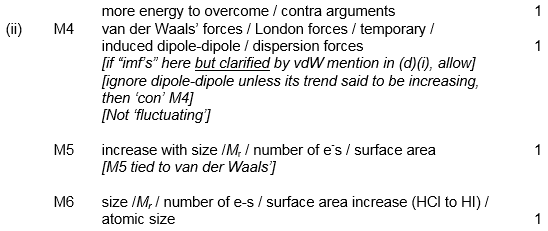 more energy to overcome / contra arguments 1
(ii) M4 van der Waals’ forces / London forces / temporary /
induced dipole-dipole / dispersion forces 1
[if “imf’s” here but clarified by vdW mention in (d)(i), allow]
[ignore dipole-dipole unless its trend said to be increasing,
then ‘con’ M4]
[Not ‘fluctuating’]
M5 increase with size /Mr / number of e-s / surface area 1
[M5 tied to van der Waals’]
M6 size /Mr / number of e-s / surface area increase (HCl to HI) /
atomic size 1